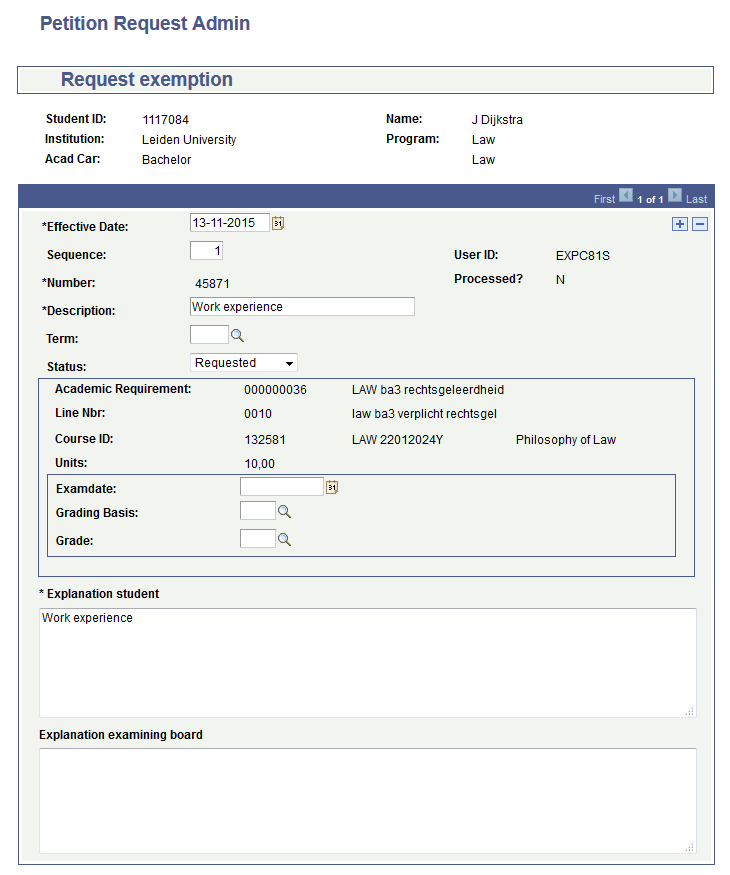 Petition Request Admin
Request exemption
Student ID: 1117084 Name: J Dijkstra
Institution: Leiden University Program: Law
Acad Car: Bachelor Law
First 1 of 1 Last
*Effective Date: 13-11-2015 31
Sequence: 1 User ID: EXPC81S
*Number: 45871 Processed? N
*Description: Work experience
Term:
Status: Requested
Academic Requirement: 000000036 LAW ba3 rechtsgeleerdheid
Line Nbr: 0010 law ba3 verplicht rechtsgel
Course ID: 132581 LAW 22012024Y Philosophy of Law
Units: 10,00
Examdate: 31
Grading Basis:
Grade:
* Explanation student
Work experience
Explanation examining board